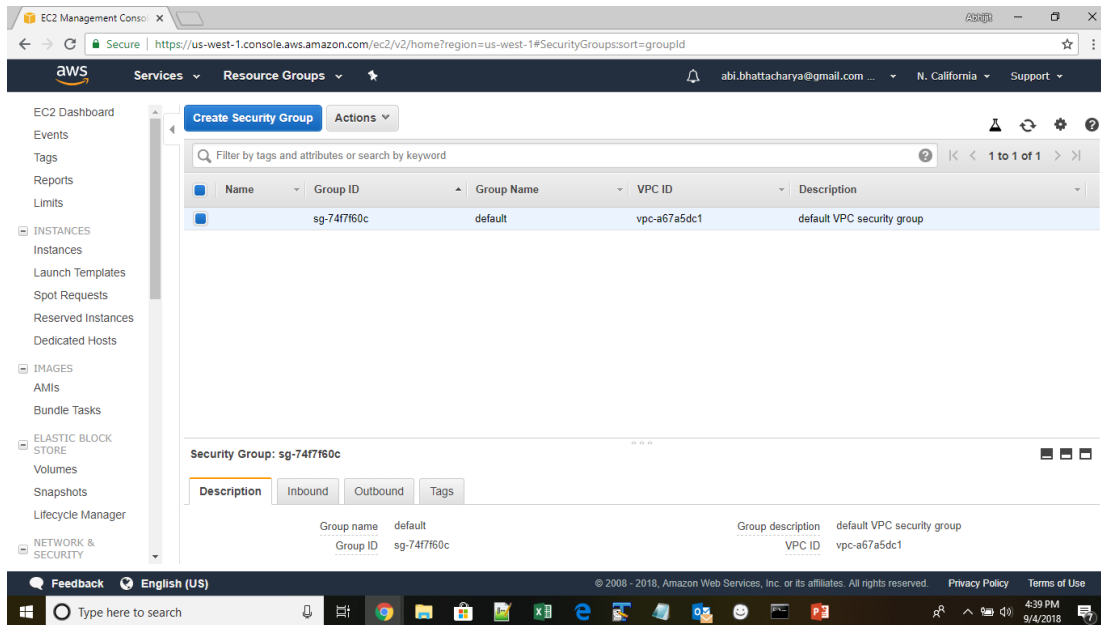 EC2 Management Consol
Abhijit
Secure https://us-west-1.console.aws.amazon.com/ec2/v2/home?region=us-west-1#SecurityGroups:sort=groupId
aws Services Resource Groups abi.bhattacharya@gmail.com ... N. California Support
EC2 Dashboard
Events
Tags
Reports
Limits
INSTANCES
Instances
Launch Templates
Spot Requests
Reserved Instances
Dedicated Hosts
IMAGES
AMIs
Bundle Tasks
ELASTIC BLOCK
STORE
Volumes
Snapshots
Lifecycle Manager
NETWORK &
SECURITY
Create Security Group Actions
Filter by tags and attributes or search by keyword 1 to 1 of 1
Name Group ID Group Name VPC ID Description
sg-74f7f60c default vpc-a67a5dc1 default VPC security group
Security Group: sg-74f7f60c
Description Inbound Outbound Tags
Group name default Group description default VPC security group
Group ID sg-74f7f60c VPC ID vpc-a67a5dc1
Feedback English (US) © 2008 - 2018, Amazon Web Services, Inc. or its affiliates. All rights reserved. Privacy Policy Terms of Use
Type here to search
4:39 PM
9/4/2018